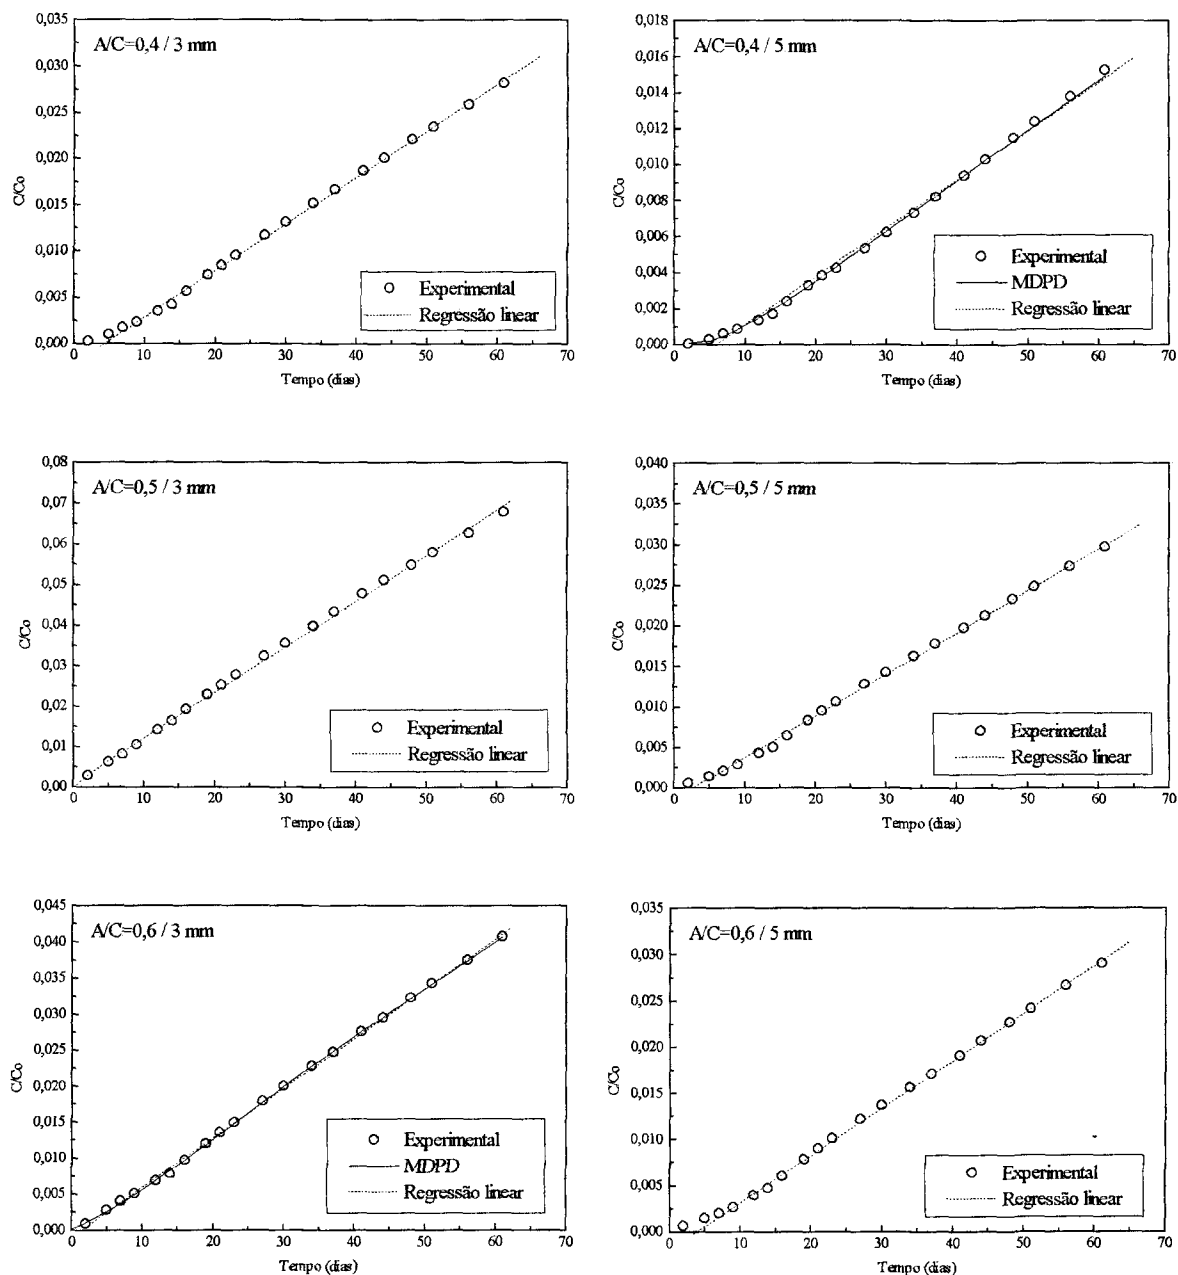 A/C=0,4 / 3 mm
0,035
0,030
0,025
0,020
0,015
0,010
0,005
0,000
C/Co
Experimental
Regressão linear
0 10 20 30 40 50 60 70
Tempo (dias)
A/C=0,4 / 5 mm
0,018
0,016
0,014
0,012
0,010
0,008
0,006
0,004
0,002
0,000
C/Co
Experimental
MDPD
Regressão linear
0 10 20 30 40 50 60 70
Tempo (dias)
A/C=0,5 / 3 mm
0,08
0,07
0,06
0,05
0,04
0,03
0,02
0,01
0,00
C/Co
Experimental
Regressão linear
0 10 20 30 40 50 60 70
Tempo (dias)
A/C=0,5 / 5 mm
0,040
0,035
0,030
0,025
0,020
0,015
0,010
0,005
0,000
C/Co
Experimental
Regressão linear
0 10 20 30 40 50 60 70
Tempo (dias)
A/C=0,6 / 3 mm
0,045
0,040
0,035
0,030
0,025
0,020
0,015
0,010
0,005
0,000
C/Co
Experimental
MDPD
Regressão linear
0 10 20 30 40 50 60 70
Tempo (dias)
A/C=0,6 / 5 mm
0,035
0,030
0,025
0,020
0,015
0,010
0,005
0,000
C/Co
Experimental
Regressão linear
0 10 20 30 40 50 60 70
Tempo (dias)